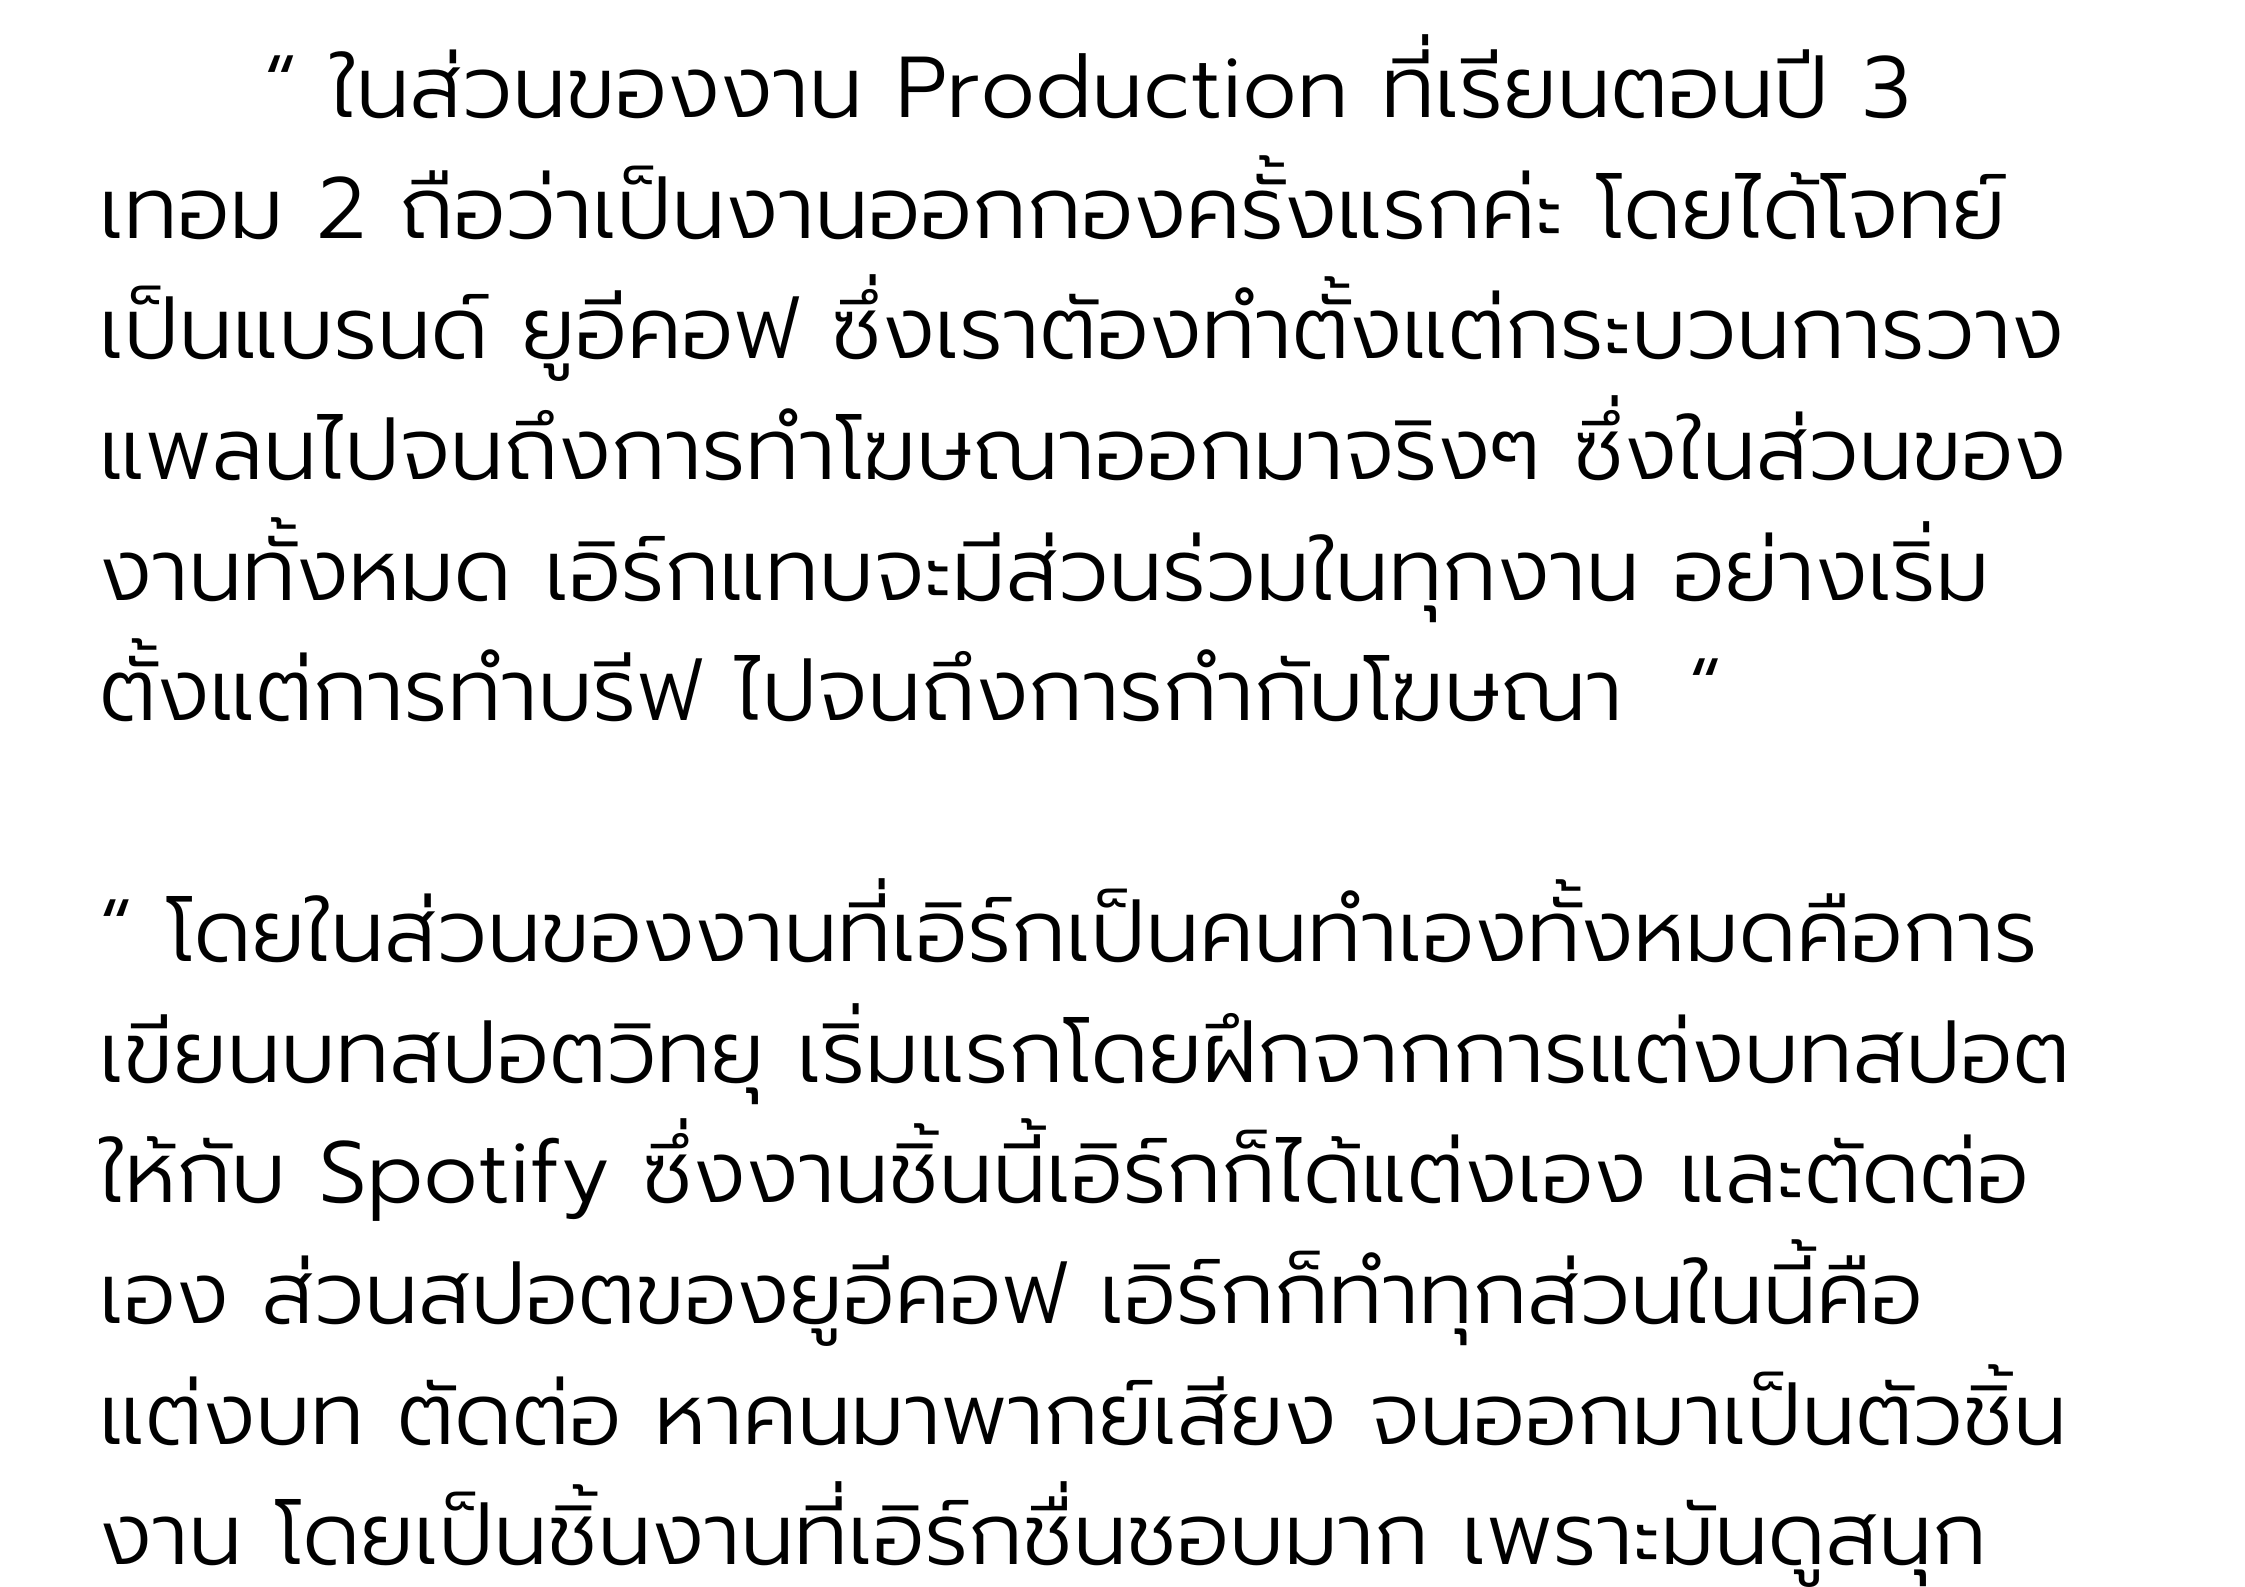 “ ในส่วนของงาน Production ที่เรียนตอนปี 3
เทอม 2 ถือว่าเป็นงานออกกองครั้งแรกค่ะ โดยได้โจทย์
เป็นแบรนด์ ยูอีคอฟ ซึ่งเราตัองทำตั้งแต่กระบวนการวาง
แพลนไปจนถึงการทำโฆษณาออกมาจริงๆ ซึ่งในส่วนของ
งานทั้งหมด เอิร์กแทบจะมีส่วนร่วมในทุกงาน อย่างเริ่ม
ตั้งแต่การทำบรีฟ ไปจนถึงการกำกับโฆษณา “
“ โดยในส่วนของงานที่เอิร์กเป็นคนทำเองทั้งหมดคือการ
เขียนบทสปอตวิทยุ เริ่มแรกโดยฝึกจากการแต่งบทสปอต
ให้กับ Spotify ซึ่งงานชิ้นนี้เอิร์กก็ได้แต่งเอง และตัดต่อ
เอง ส่วนสปอตของยูอีคอฟ เอิร์กก็ทำทุกส่วนในนี้คือ
แต่งบท ตัดต่อ หาคนมาพากย์เสียง จนออกมาเป็นตัวชิ้น
งาน โดยเป็นชิ้นงานที่เอิร์กชื่นชอบมาก เพราะมันดูสนุก